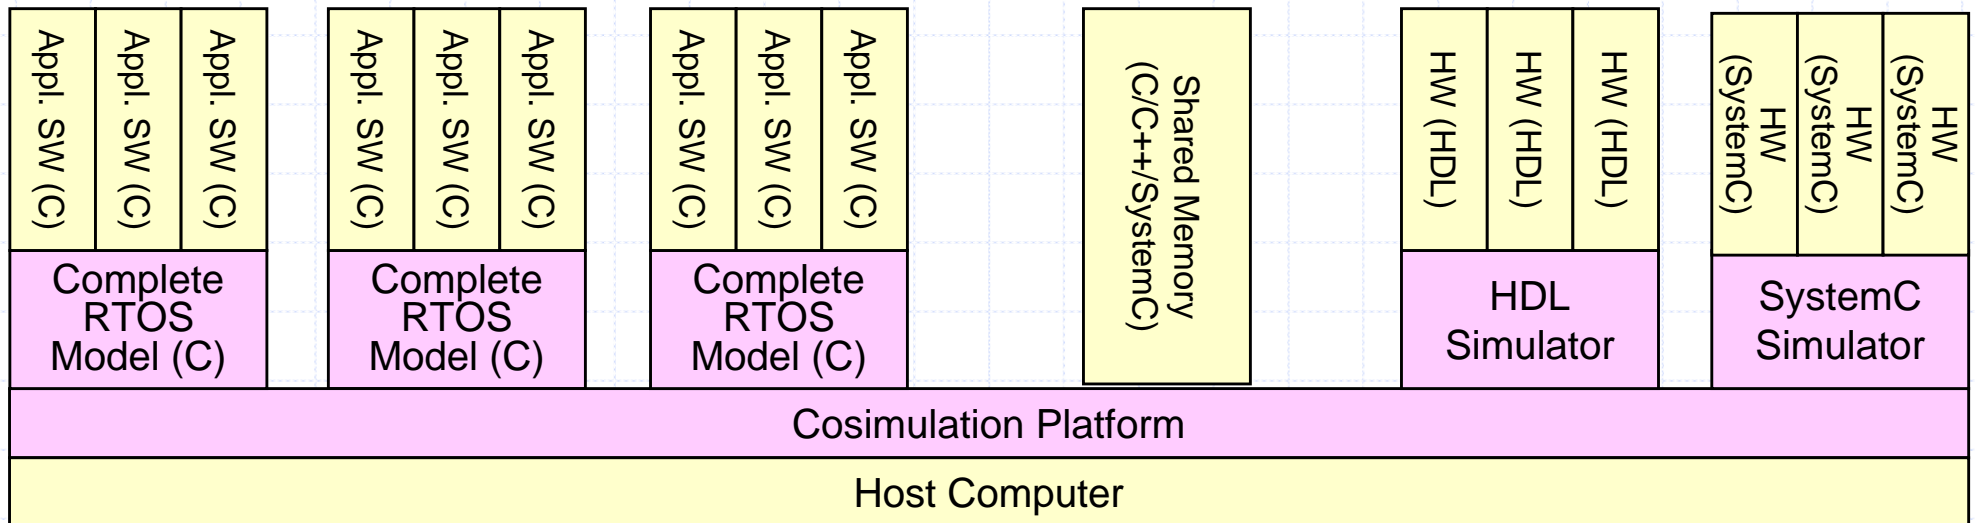 Appl. SW (C)
Appl. SW (C)
Appl. SW (C)
Complete
RTOS
Model (C)
Appl. SW (C)
Appl. SW (C)
Appl. SW (C)
Complete
RTOS
Model (C)
Appl. SW (C)
Appl. SW (C)
Appl. SW (C)
Complete
RTOS
Model (C)
Shared Memory
(C/C++/SystemC)
HW (HDL)
HW (HDL)
HW (HDL)
HDL
Simulator
HW
(SystemC)
HW
(SystemC)
HW
(SystemC)
SystemC
Simulator
Cosimulation Platform
Host Computer